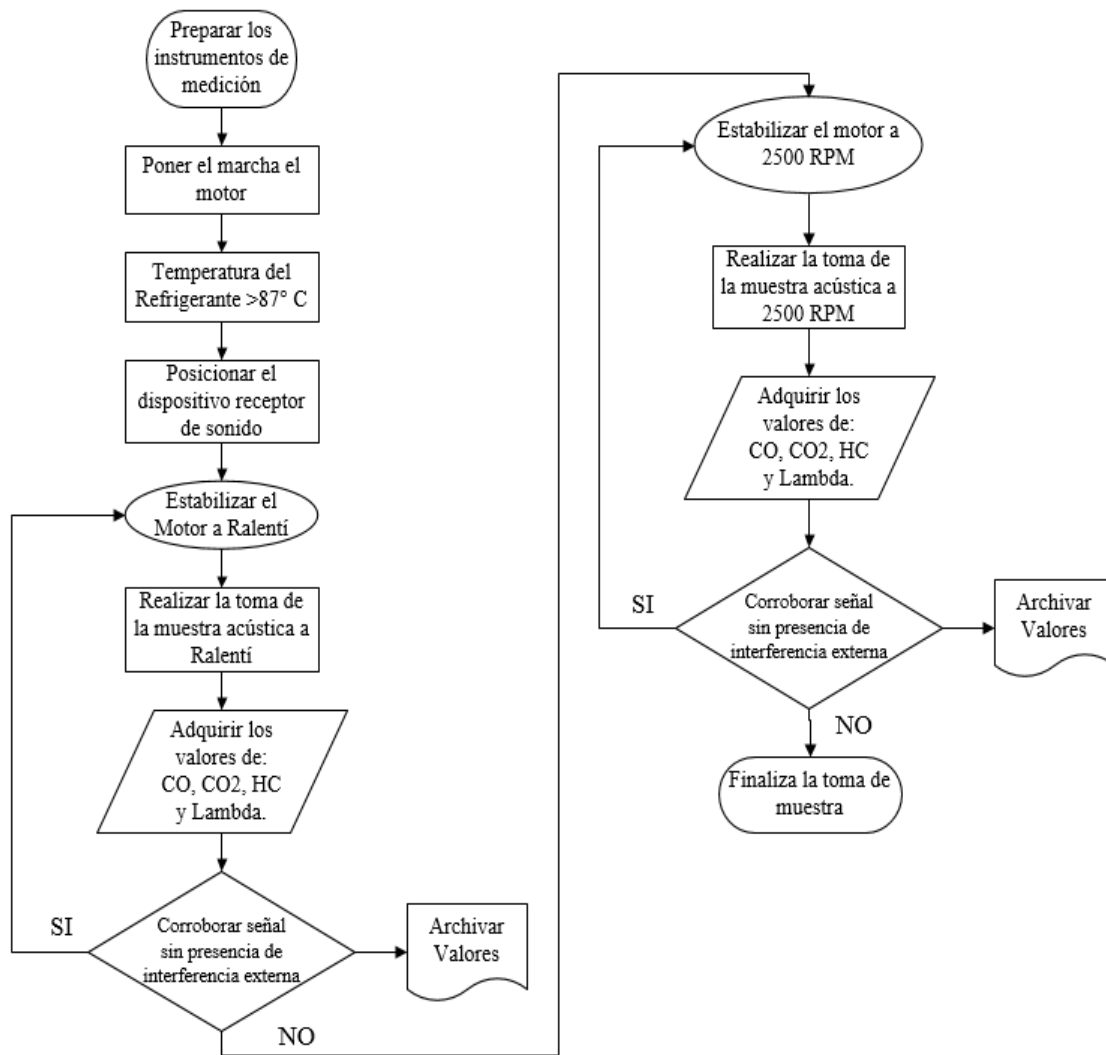 Preparar los
instrumentos de
medición
Poner el marcha el
motor
Temperatura del
Refrigerante >87° C
Posicionar el
dispositivo receptor
de sonido
Estabilizar el
Motor a Ralentí
Realizar la toma de
la muestra acústica a
Ralentí
Adquirir los
valores de:
CO, CO2, HC
y Lambda.
Corroborar señal
sin presencia de
interferencia externa
SI
NO
Archivar
Valores
Estabilizar el motor a
2500 RPM
Realizar la toma de
la muestra acústica a
2500 RPM
Adquirir los
valores de:
CO, CO2, HC
y Lambda.
Corroborar señal
sin presencia de
interferencia externa
SI
NO
Archivar
Valores
Finaliza la toma de
muestra